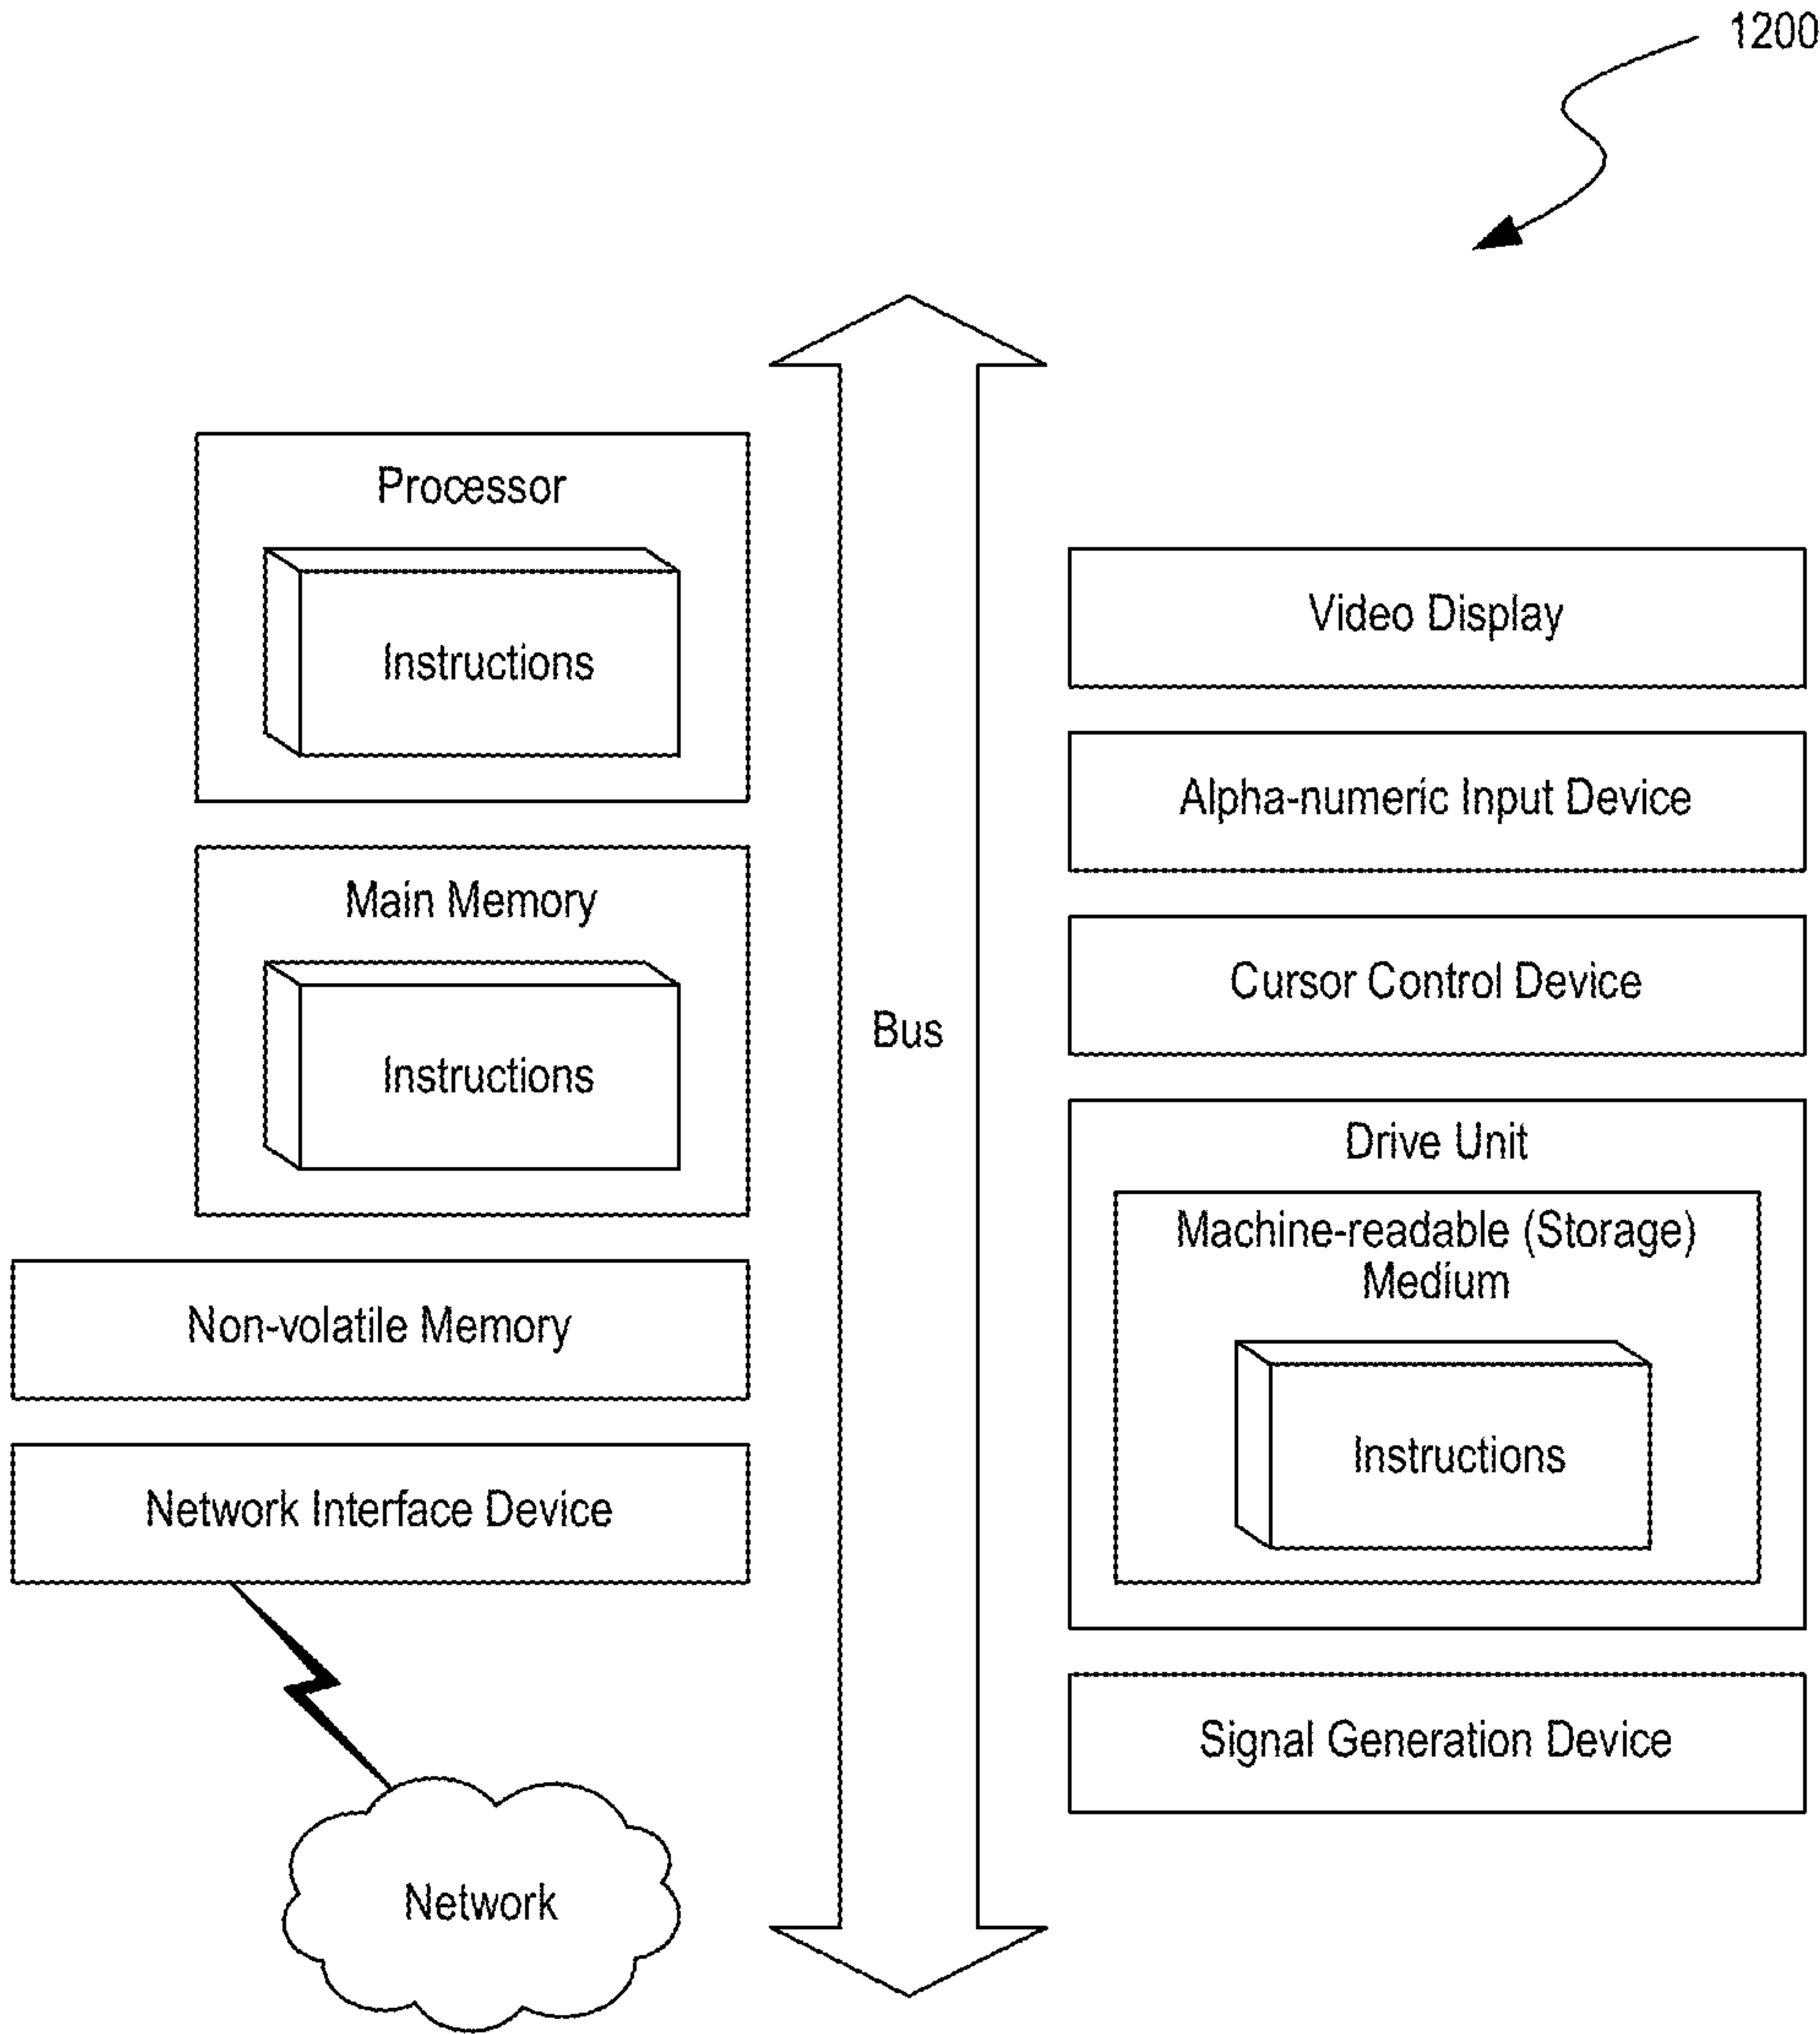 1200
Processor
Instructions
Main Memory
Instructions
Non-volatile Memory
Network Interface Device
Network
Bus
Video Display
Alpha-numeric Input Device
Cursor Control Device
Drive Unit
Machine-readable (Storage)
Medium
Instructions
Signal Generation Device